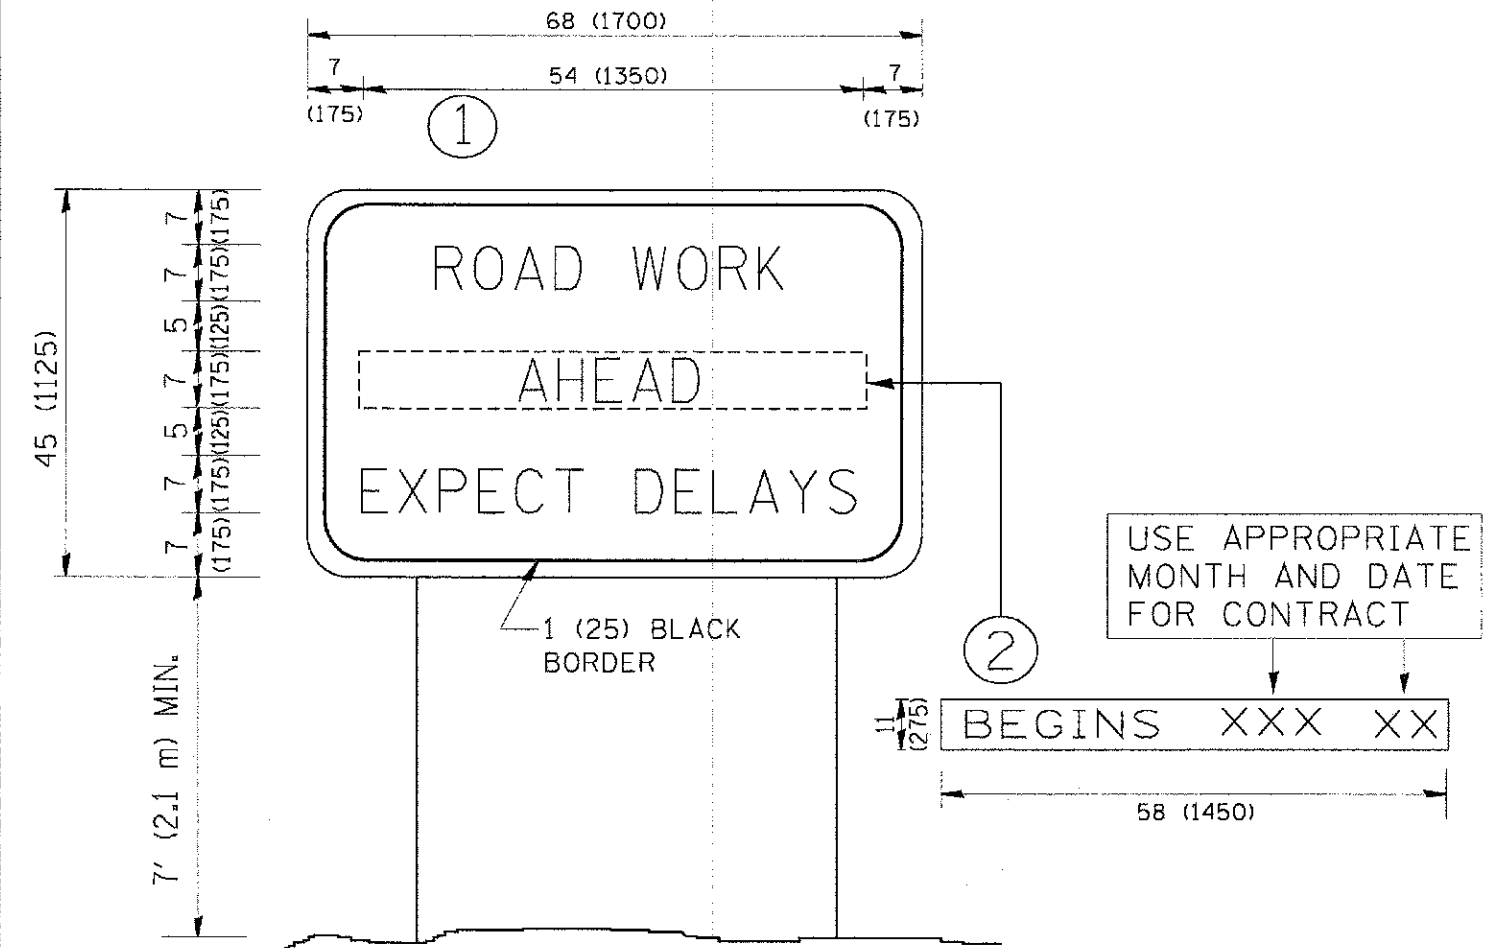 68 (1700)
7 54 (1350) 7
(175) (175)
1
45 (1125)
7 (175)
7 (175)
5 (125)
7 (175)
5 (125)
7 (175)
7 (175)
ROAD WORK
AHEAD
EXPECT DELAYS
7' (2.1 m) MIN.
1 (25) BLACK
BORDER
2
USE APPROPRIATE
MONTH AND DATE
FOR CONTRACT
11
(275)
BEGINS XXX XX
58 (1450)